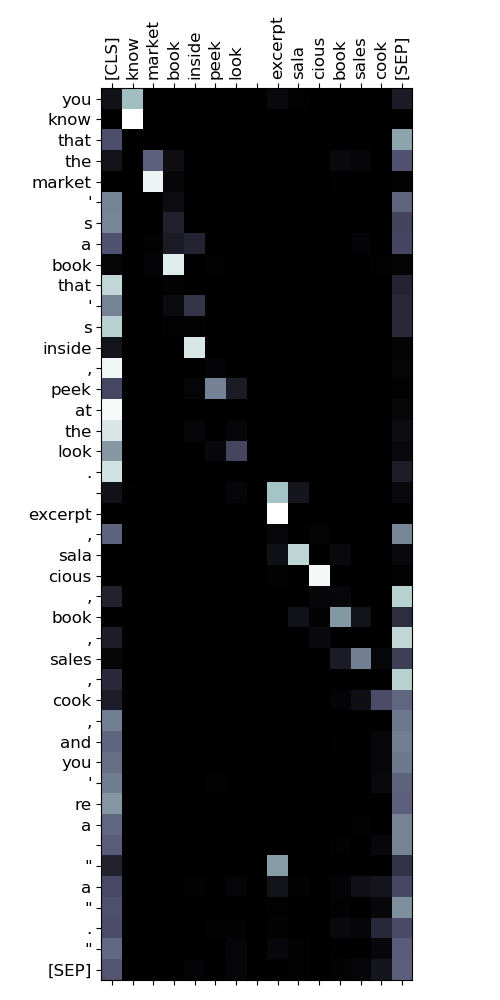 [CLS] know market book inside peek look excerpt sala cious book sales cook [SEP]
you
know
that
the
market
'
s
a
book
that
'
s
inside
,
peek
at
the
look
.
-
excerpt
,
sala
cious
,
book
,
sales
,
cook
,
and
you
'
re
a
-
"
a
"
.
"
[SEP]